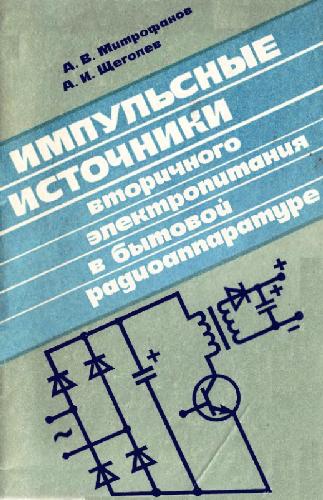 А. В. Митрофанов
А. И. Щеголев
ИМПУЛЬСНЫЕ
ИСТОЧНИКИ
вторичного
электропитания
в бытовой
радиоаппаратуре
+
+
~